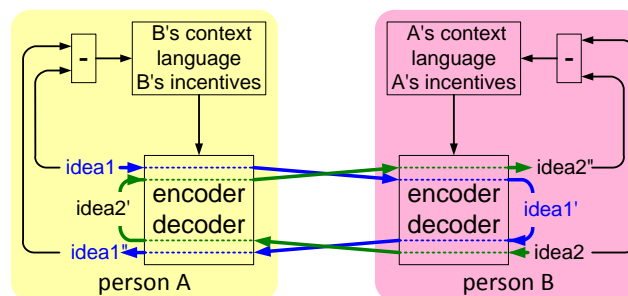 B's context
language
B's incentives
-
A's context
language
A's incentives
-
idea1
idea2'
idea1"
encoder
decoder
encoder
decoder
idea2"
idea1'
idea2
person A
person B